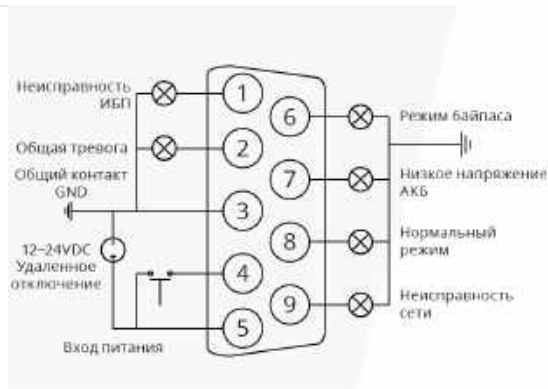 Неисправность
ИБП
Общая тревога
Общий контакт
GND
12–24VDC
Удаленное
отключение
Вход питания
1
2
3
4
5
6
7
8
9
Режим байпаса
Низкое напряжение
АКБ
Нормальный
режим
Неисправность
сети